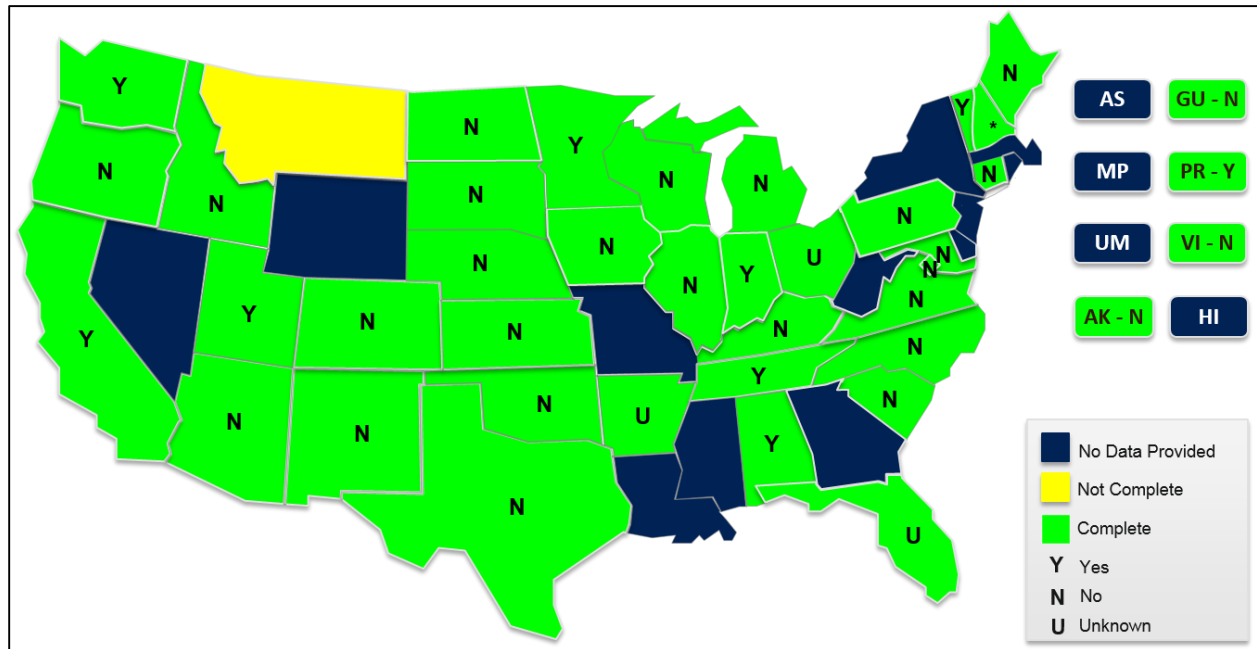 Y
N
Y
N
*
AS
GU - N
N
Y
N
N
N
MP
PR - Y
N
N
N
N
N
N
UM
VI - N
Y
N
N
Y
U
N
N
Y
N
N
N
N
N
AK - N
HI
Y
N
N
N
N
U
Y
N
N
U
No Data Provided
Not Complete
Complete
Y Yes
N No
U Unknown